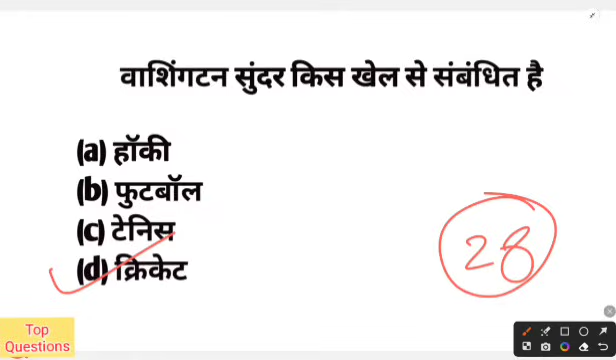 वाशिंगटन सुंदर किस खेल से संबंधित है
(a) हॉकी
(b) फुटबॉल
(c) टेनिस
(d) क्रिकेट
28
Top
Questions